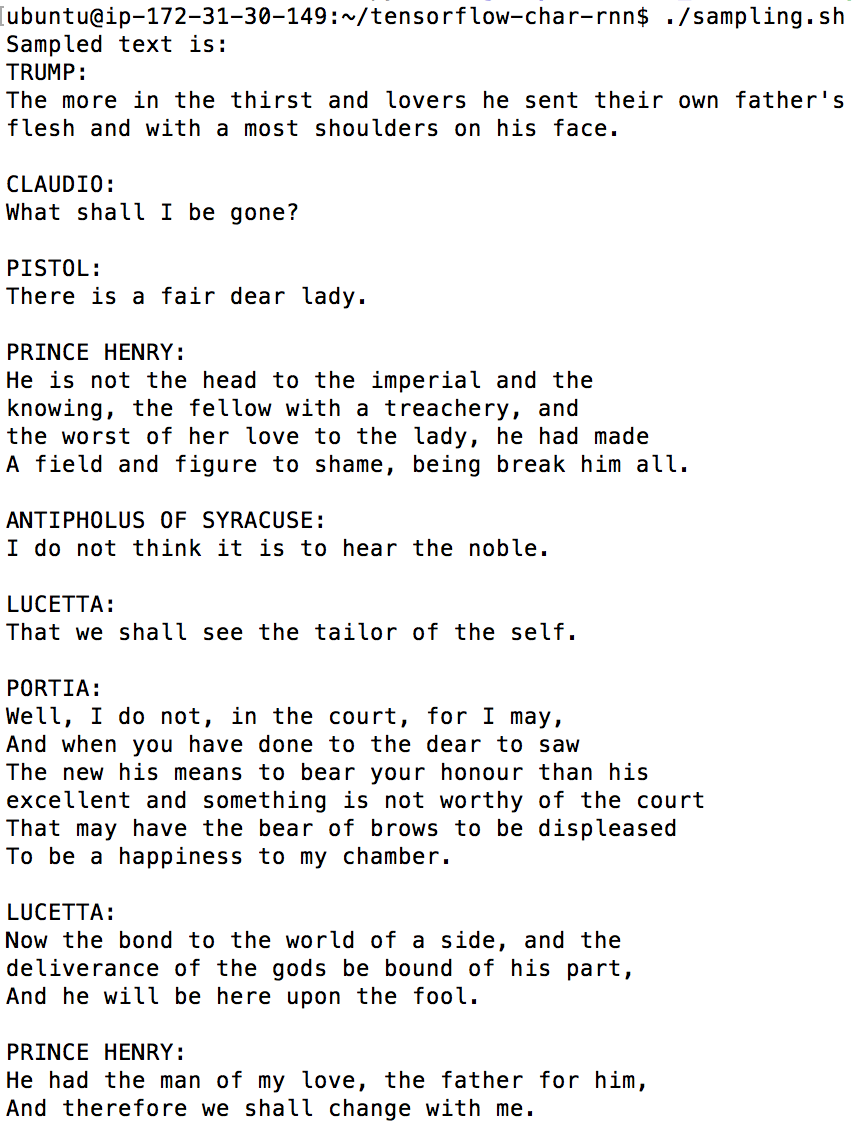 [ubuntu@ip-172-31-30-149:~/tensorflow-char-rnn$ ./sampling.sh
Sampled text is:
TRUMP:
The more in the thirst and lovers he sent their own father's
flesh and with a most shoulders on his face.
CLAUDIO:
What shall I be gone?
PISTOL:
There is a fair dear lady.
PRINCE HENRY:
He is not the head to the imperial and the
knowing, the fellow with a treachery, and
the worst of her love to the lady, he had made
A field and figure to shame, being break him all.
ANTIPHOLUS OF SYRACUSE:
I do not think it is to hear the noble.
LUCETTA:
That we shall see the tailor of the self.
PORTIA:
Well, I do not, in the court, for I may,
And when you have done to the dear to saw
The new his means to bear your honour than his
excellent and something is not worthy of the court
That may have the bear of brows to be displeased
To be a happiness to my chamber.
LUCETTA:
Now the bond to the world of a side, and the
deliverance of the gods be bound of his part,
And he will be here upon the fool.
PRINCE HENRY:
He had the man of my love, the father for him,
And therefore we shall change with me.